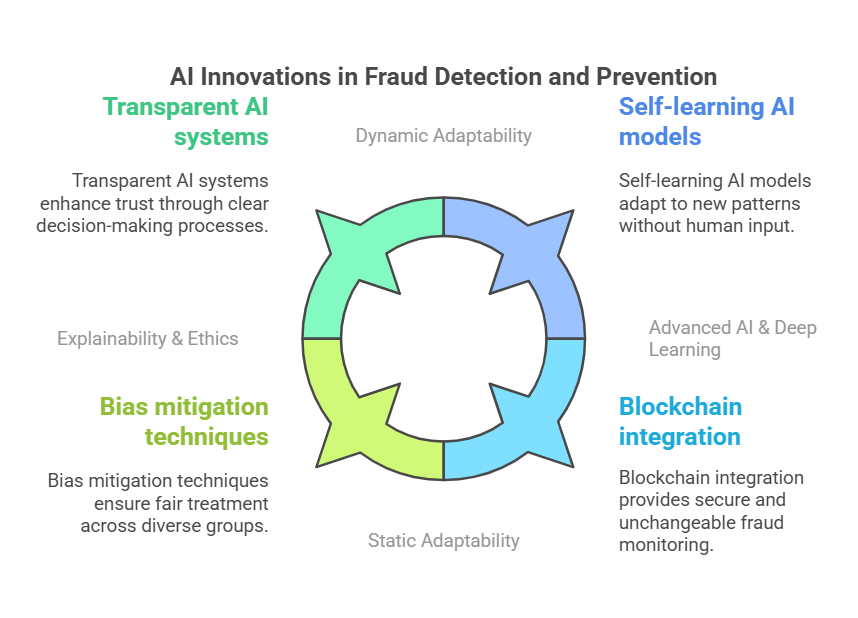 AI Innovations in Fraud Detection and Prevention
Transparent AI
systems
Transparent AI systems
enhance trust through clear
decision-making processes.
Dynamic Adaptability
Self-learning AI
models
Self-learning AI models
adapt to new patterns
without human input.
Explainability & Ethics
Advanced AI & Deep
Learning
Bias mitigation
techniques
Bias mitigation techniques
ensure fair treatment
across diverse groups.
Static Adaptability
Blockchain
integration
Blockchain integration
provides secure and
unchangeable fraud
monitoring.